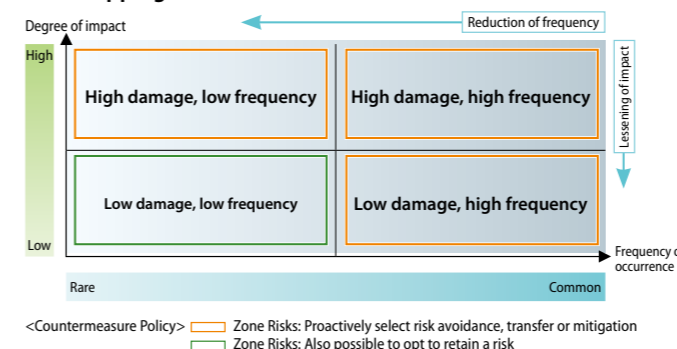 Degree of impact
Reduction of frequency
High
High damage, low frequency
High damage, high frequency
Lessening of impact
Low damage, low frequency
Low damage, high frequency
Low
Frequency
occurrence
Rare
Common
<Countermeasure Policy>
Zone Risks: Proactively select risk avoidance, transfer or mitigation
Zone Risks: Also possible to opt to retain a risk